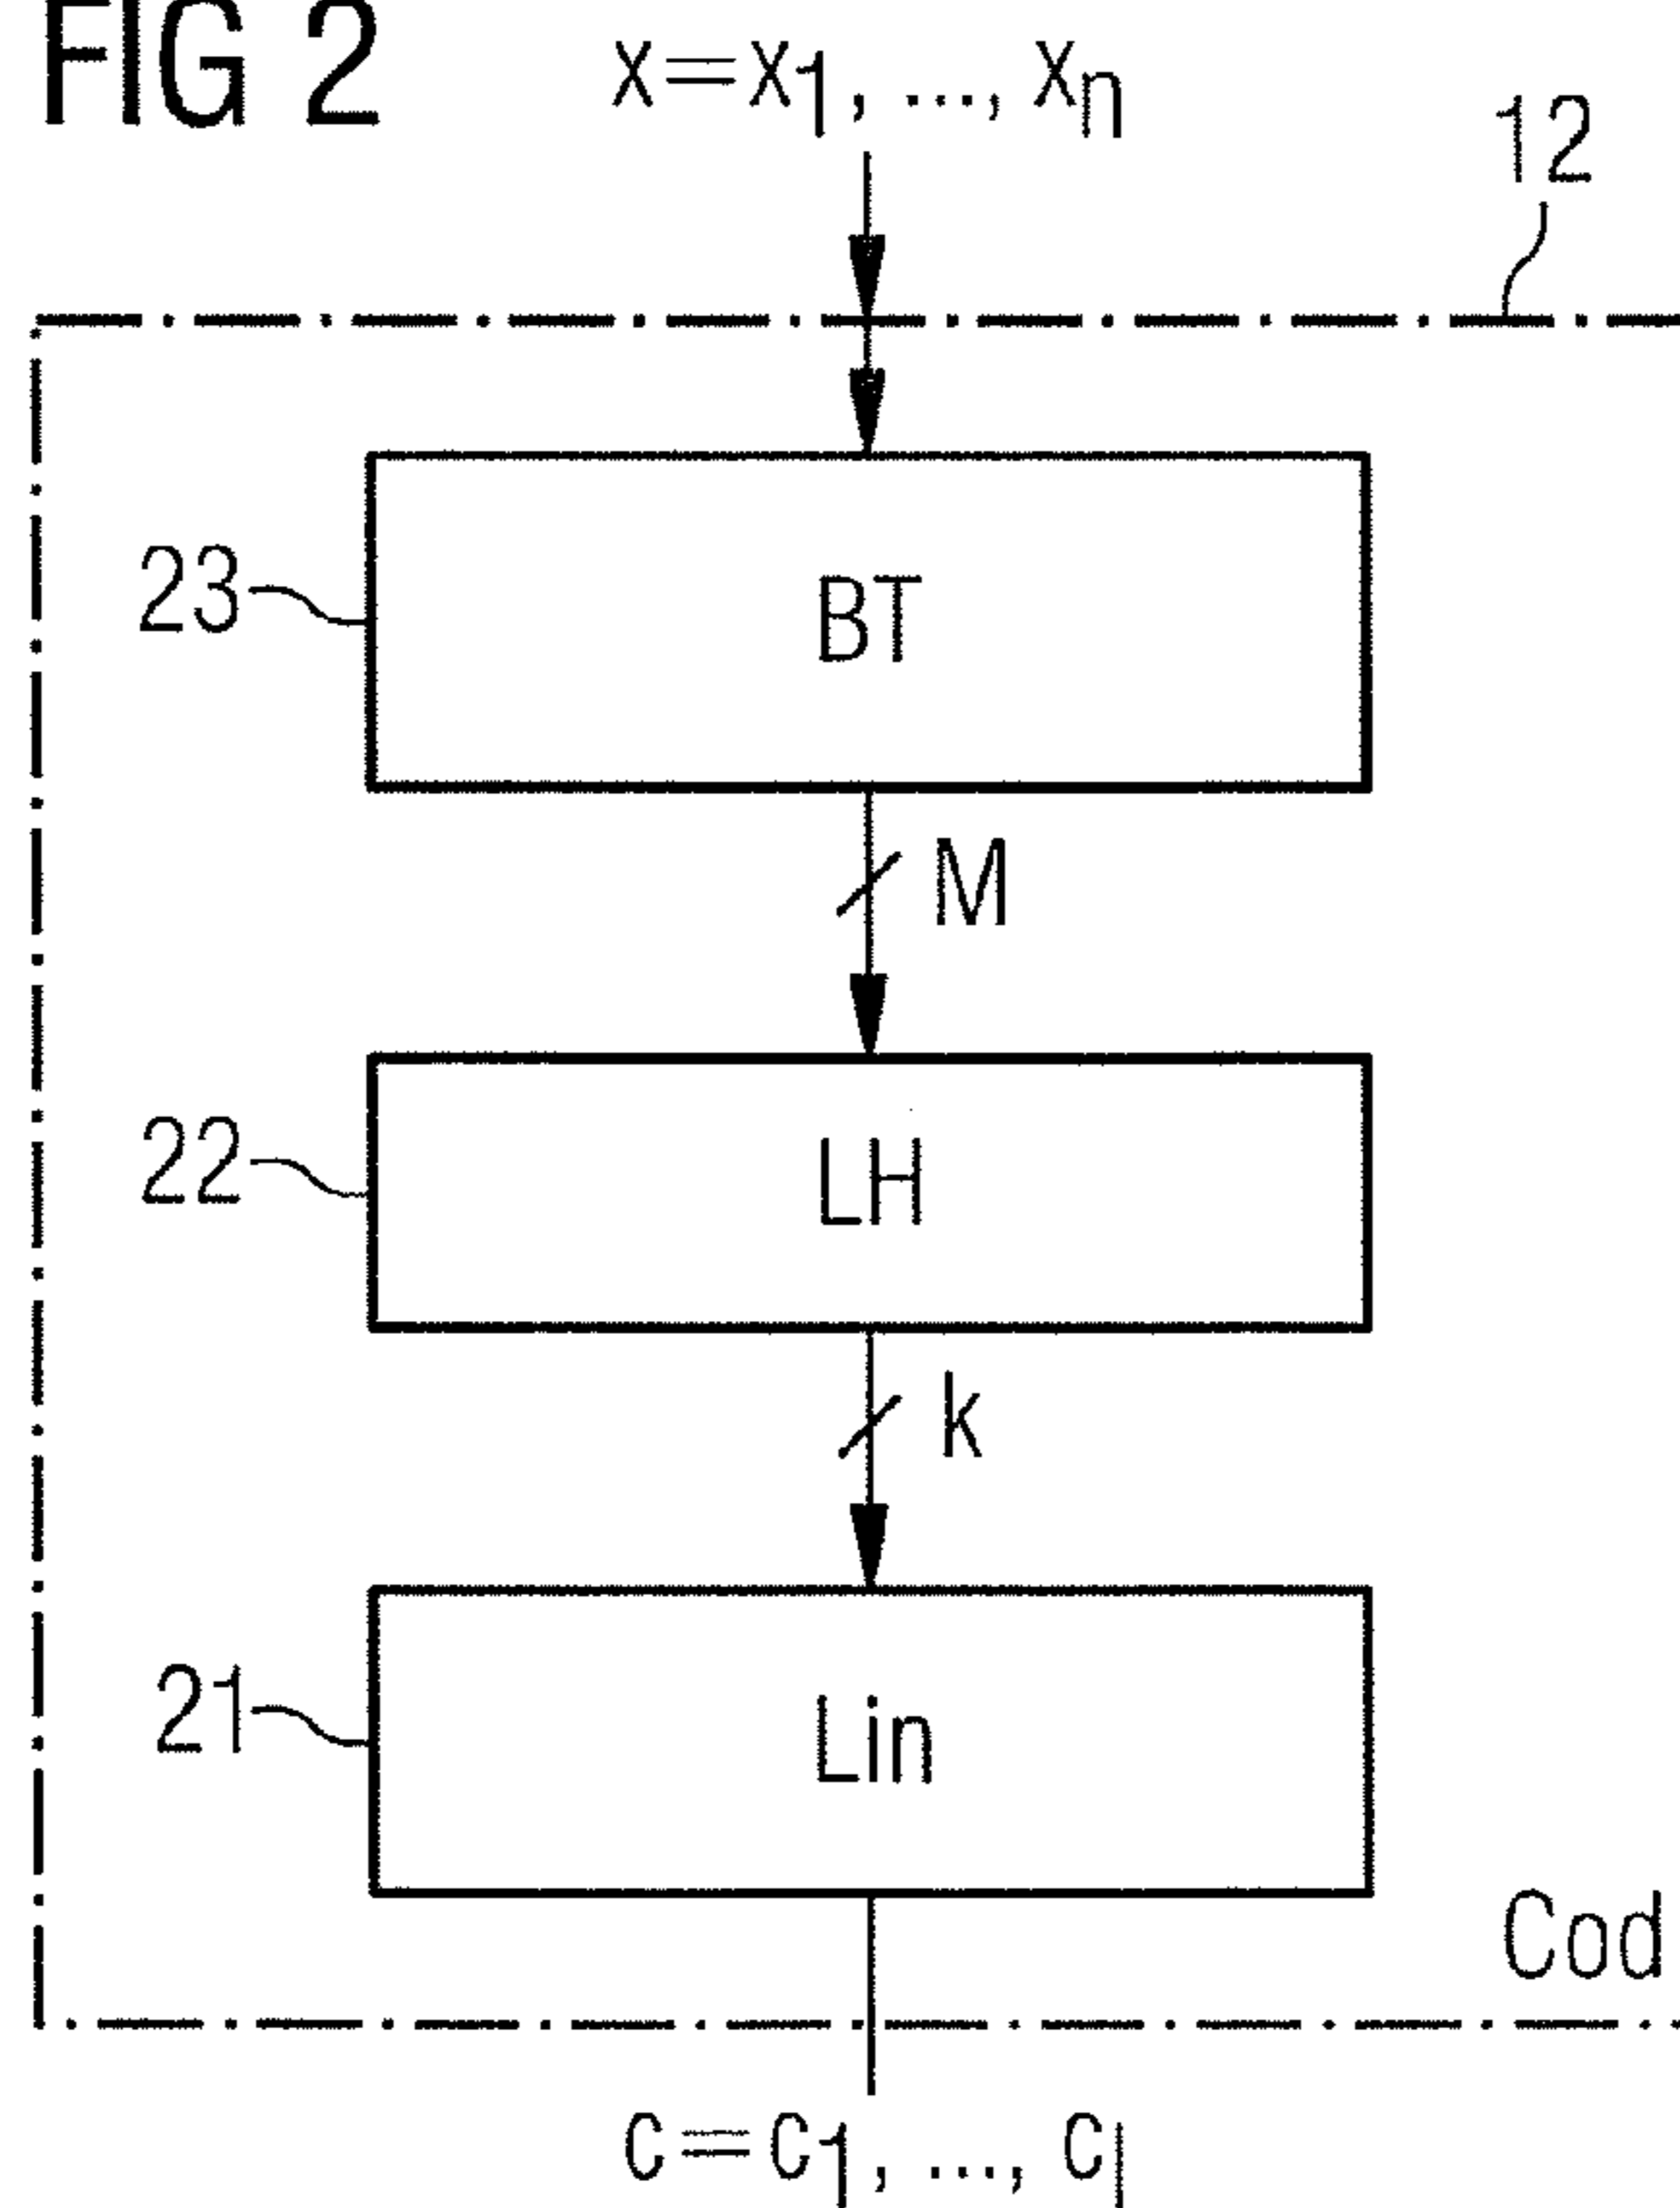 FIG 2
x=x₁, ..., xₙ
12
23
BT
M
22
LH
k
21
Lin
Cod
c=c₁, ..., cₗ